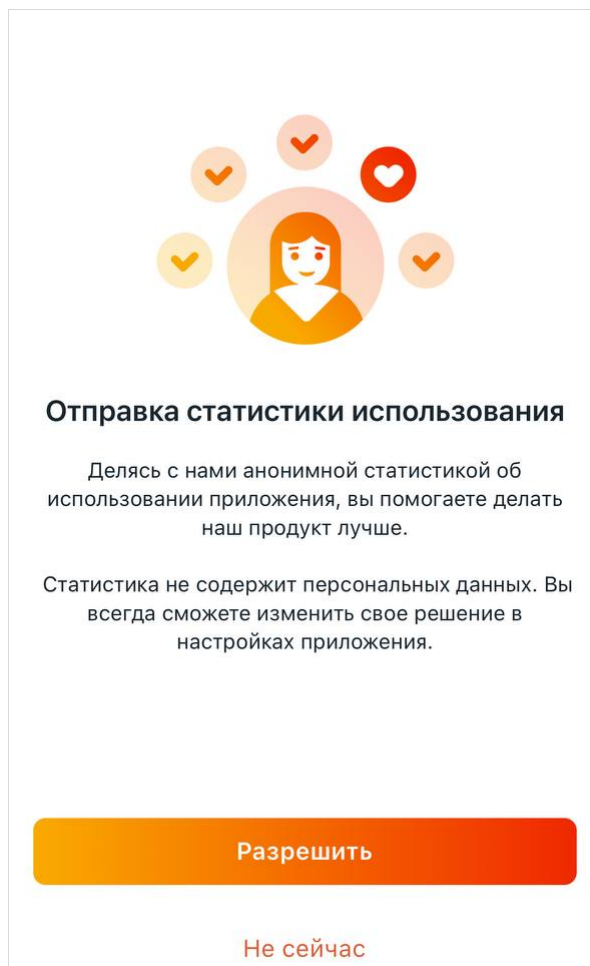 Отправка статистики использования
Делясь с нами анонимной статистикой об
использовании приложения, вы помогаете делать
наш продукт лучше.
Статистика не содержит персональных данных. Вы
всегда сможете изменить свое решение в
настройках приложения.
Разрешить
Не сейчас